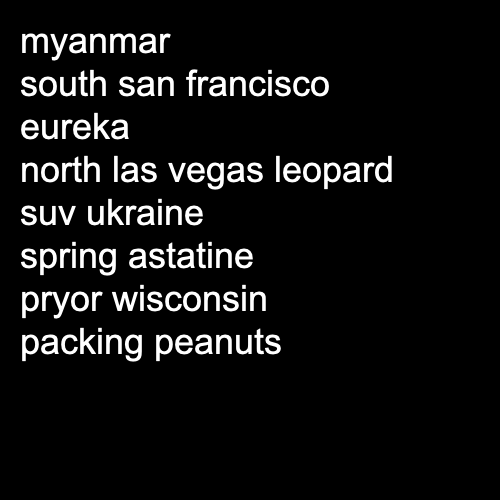 myanmar
south san francisco
eureka
north las vegas leopard
suv ukraine
spring astatine
pryor wisconsin
packing peanuts